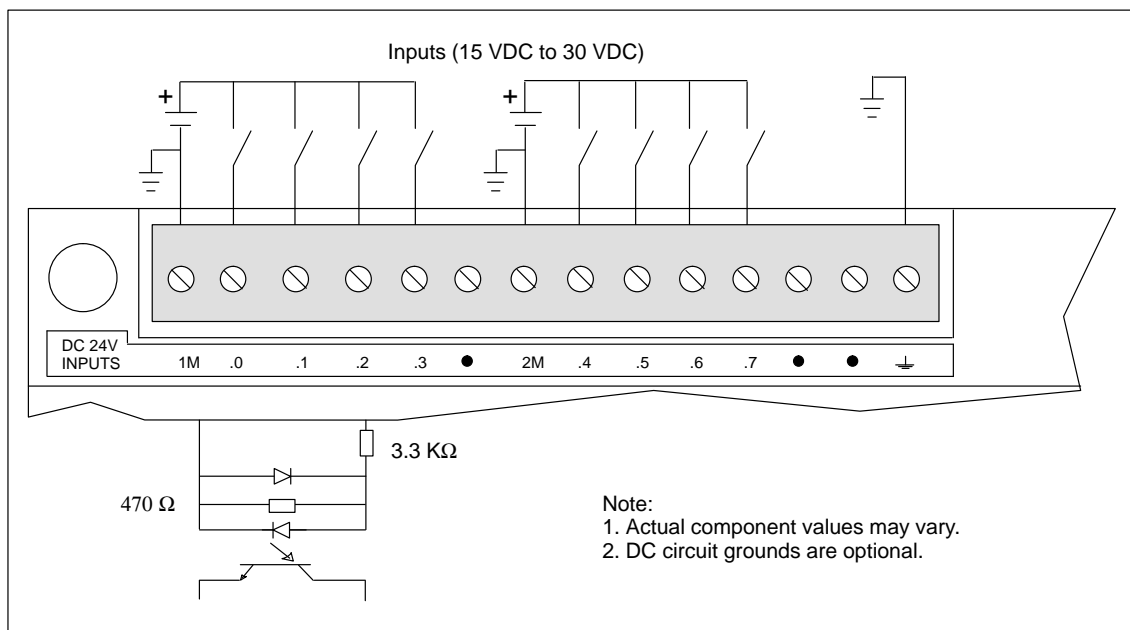 Inputs (15 VDC to 30 VDC)
+ +
DC 24V
INPUTS 1M .0 .1 .2 .3 ● 2M .4 .5 .6 .7 ● ●
3.3 KΩ
470 Ω
Note:
1. Actual component values may vary.
2. DC circuit grounds are optional.